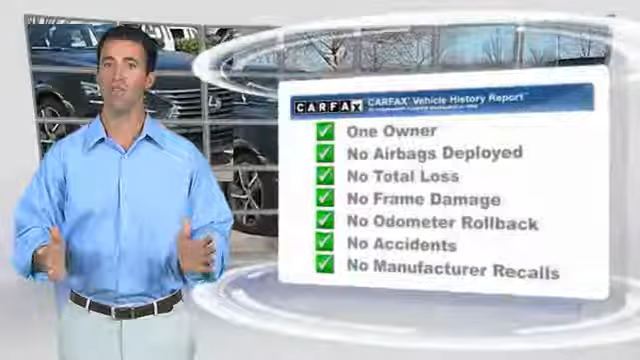 CARFAX CARFAX Vehicle History Report™
One Owner
No Airbags Deployed
No Total Loss
No Frame Damage
No Odometer Rollback
No Accidents
No Manufacturer Recalls